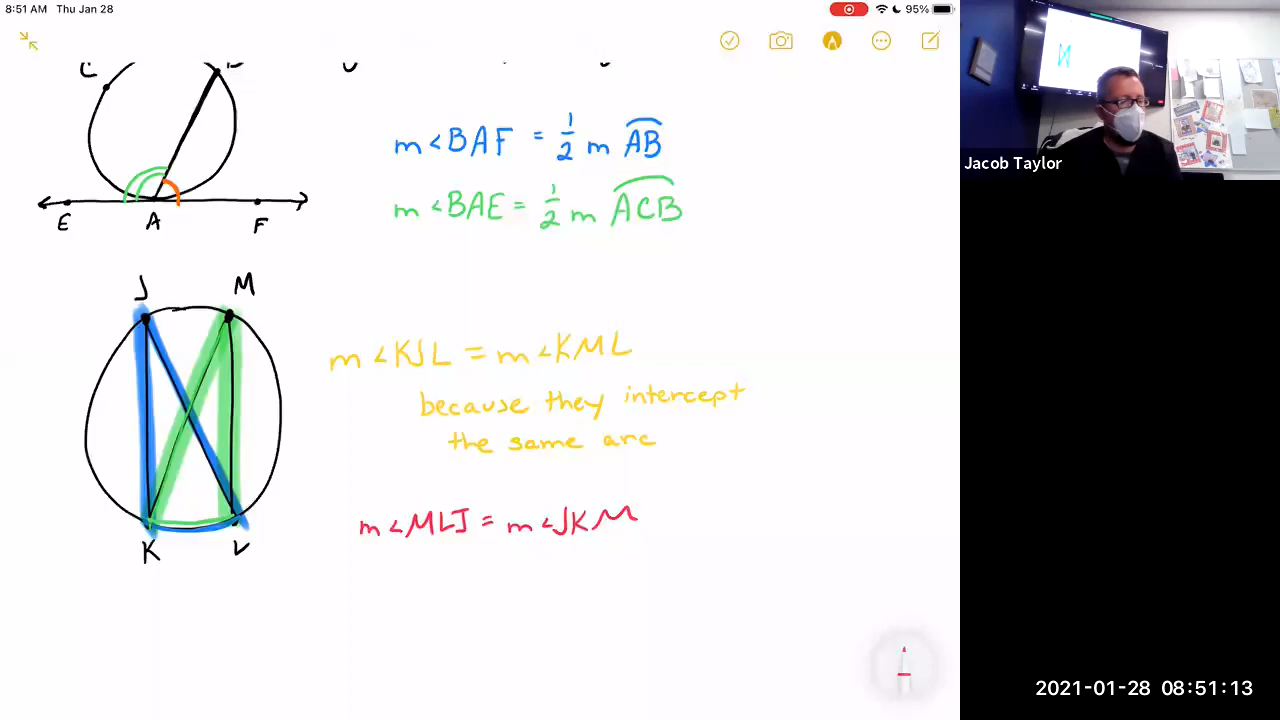 8:51 AM Thu Jan 28
95%
C
m∠BAF = 1/2 m AB
m∠BAE = 1/2 m ACB
E A F
J M
m∠KJL = m∠KML
because they intercept
the same arc
m∠MLJ = m∠JKM
K L
Jacob Taylor
2021-01-28 08:51:13